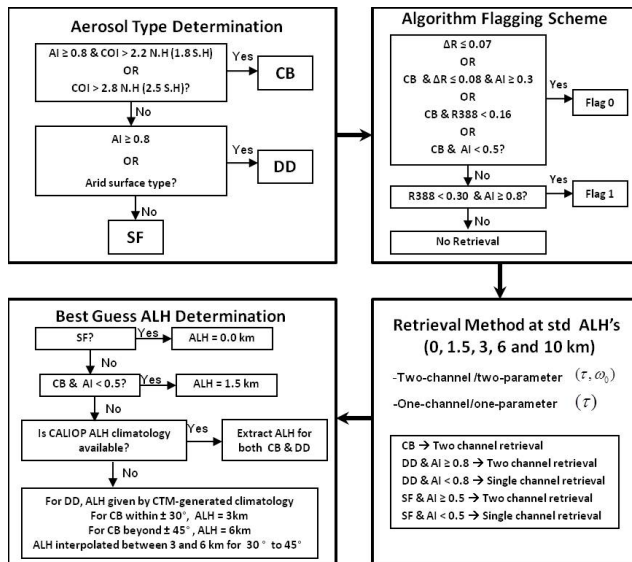 Aerosol Type Determination
AI ≥ 0.8 & COI > 2.2 N.H (1.8 S.H)
OR
COI > 2.8 N.H (2.5 S.H)?
Yes
CB
No
AI ≥ 0.8
OR
Arid surface type?
Yes
DD
No
SF
Algorithm Flagging Scheme
ΔR ≤ 0.07
OR
CB & ΔR ≤ 0.08 & AI ≥ 0.3
OR
CB & R388 < 0.16
OR
CB & AI < 0.5?
Yes
Flag 0
No
R388 < 0.30 & AI ≥ 0.8?
Yes
Flag 1
No
No Retrieval
Best Guess ALH Determination
SF?
Yes
ALH = 0.0 km
No
CB & AI < 0.5?
Yes
ALH = 1.5 km
No
Is CALIOP ALH climatology
available?
Yes
Extract ALH for
both CB & DD
No
For DD, ALH given by CTM-generated climatology
For CB within ± 30°, ALH = 3km
For CB beyond ± 45°, ALH = 6km
ALH interpolated between 3 and 6 km for 30 ° to 45°
Retrieval Method at std ALH's
(0, 1.5, 3, 6 and 10 km)
-Two-channel/two-parameter (τ, ω₀)
-One-channel/one-parameter (τ)
CB → Two channel retrieval
DD & AI ≥ 0.8 → Two channel retrieval
DD & AI < 0.8 → Single channel retrieval
SF & AI ≥ 0.5 → Two channel retrieval
SF & AI < 0.5 → Single channel retrieval